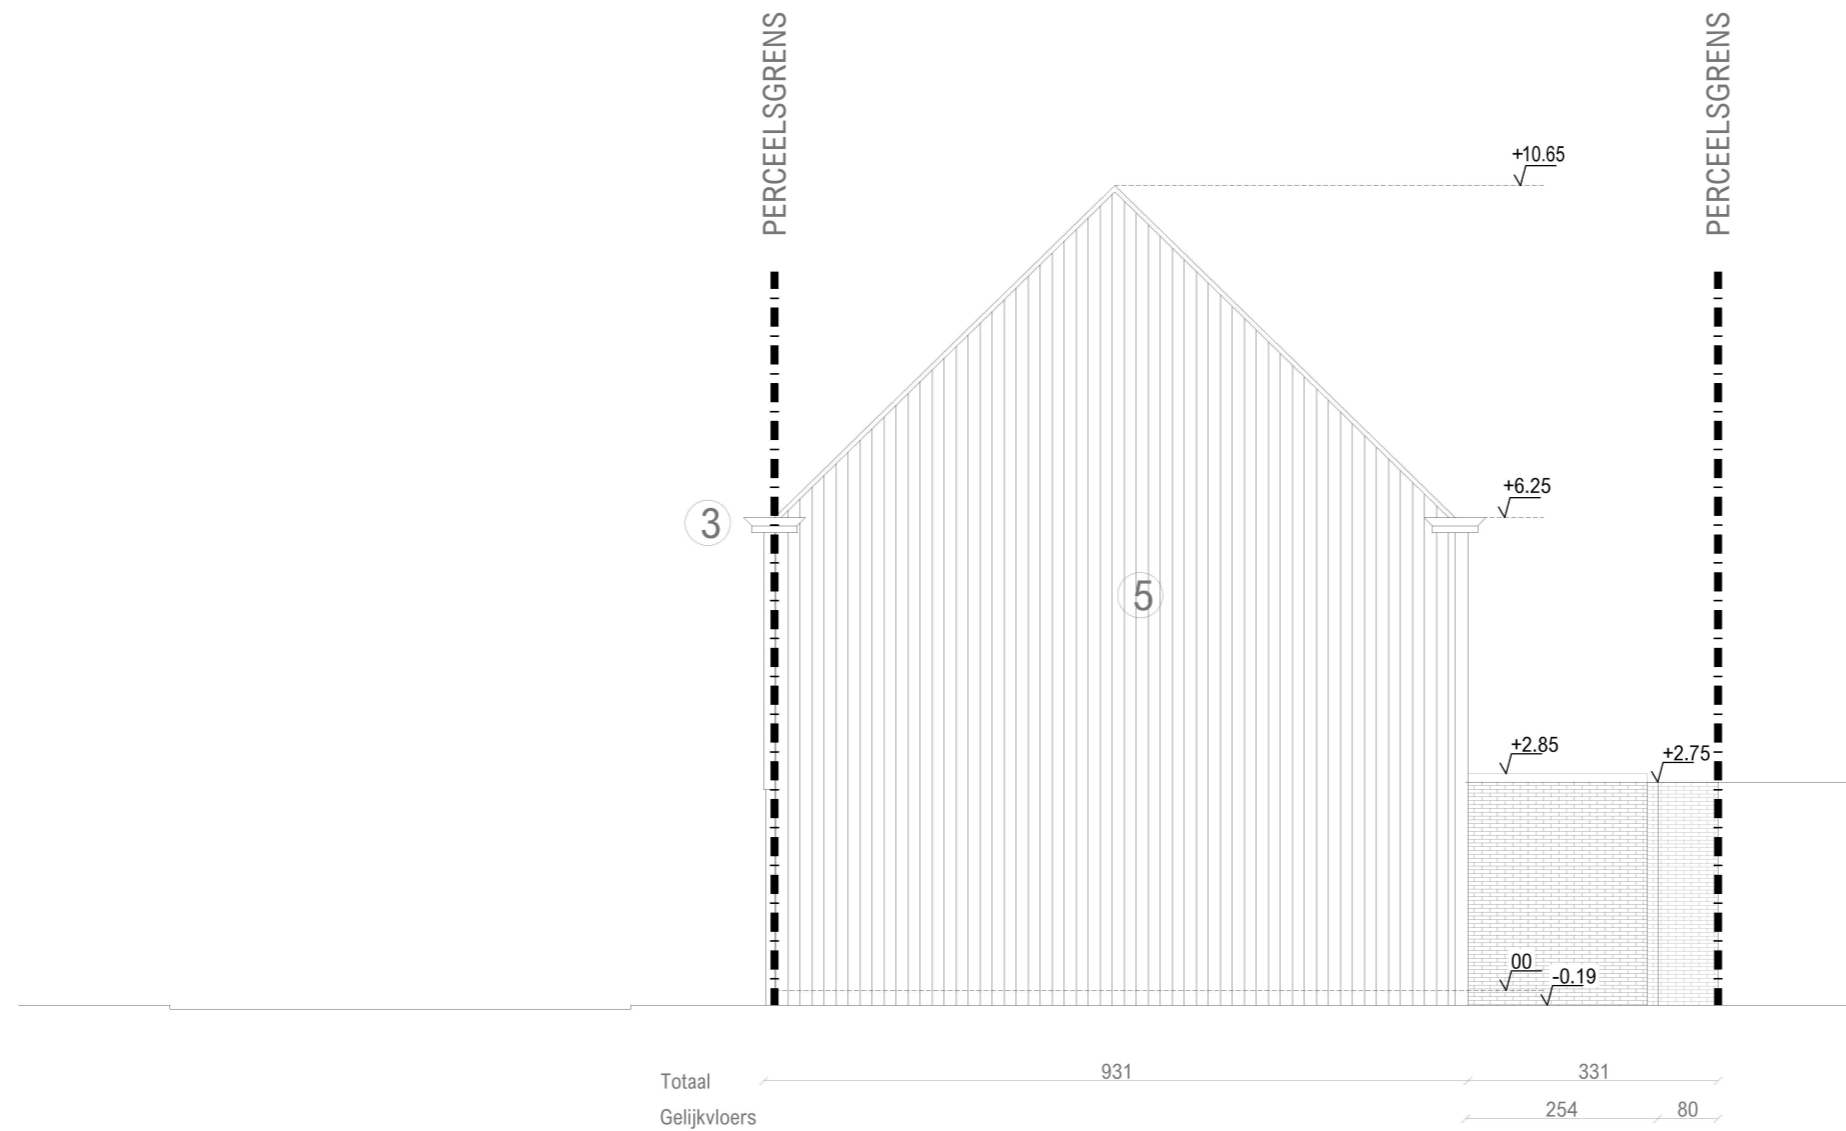 PERCEELSGRENS
PERCEELSGRENS
+10.65
+6.25
3
5
+2.85
+2.75
00
-0.19
Totaal 931 331
Gelijkvloers 254 80